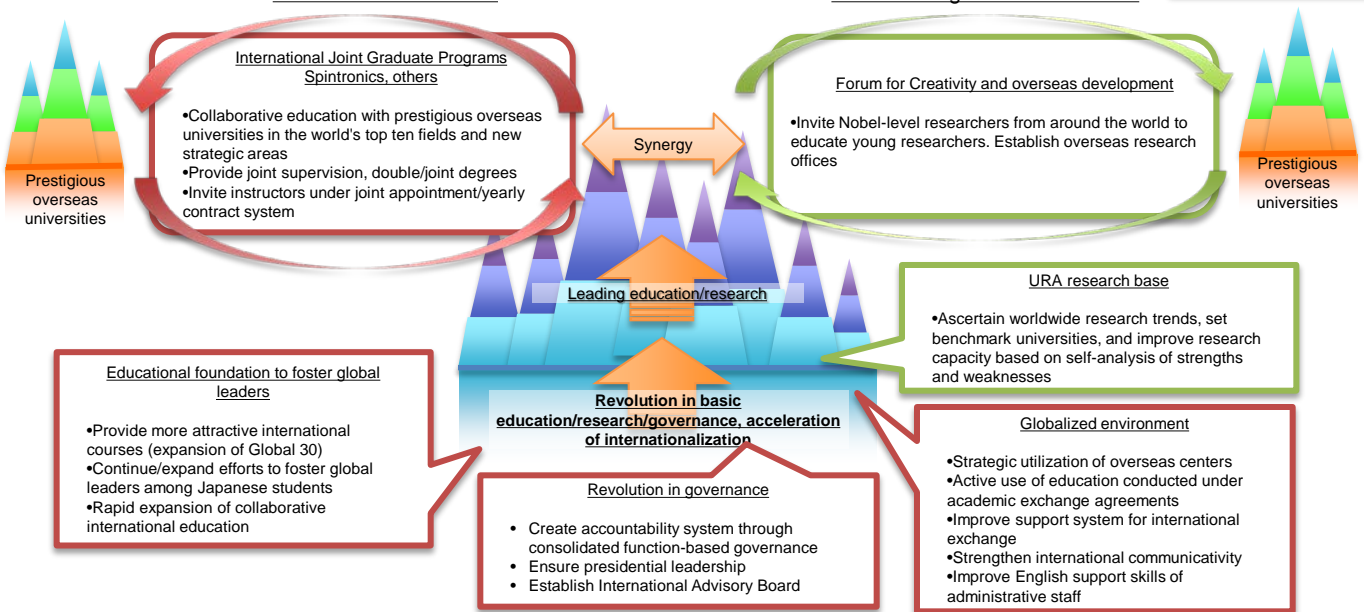 International Joint Graduate Programs
Spintronics, others
•Collaborative education with prestigious overseas
universities in the world's top ten fields and new
strategic areas
•Provide joint supervision, double/joint degrees
•Invite instructors under joint appointment/yearly
contract system
Prestigious
overseas
universities
Synergy
Forum for Creativity and overseas development
•Invite Nobel-level researchers from around the world to
educate young researchers. Establish overseas research
offices
Prestigious
overseas
universities
Leading education/research
URA research base
•Ascertain worldwide research trends, set
benchmark universities, and improve research
capacity based on self-analysis of strengths
and weaknesses
Educational foundation to foster global
leaders
•Provide more attractive international
courses (expansion of Global 30)
•Continue/expand efforts to foster global
leaders among Japanese students
•Rapid expansion of collaborative
international education
Revolution in basic
education/research/governance, acceleration
of internationalization
Revolution in governance
• Create accountability system through
consolidated function-based governance
• Ensure presidential leadership
• Establish International Advisory Board
Globalized environment
•Strategic utilization of overseas centers
•Active use of education conducted under
academic exchange agreements
•Improve support system for international
exchange
•Strengthen international communicativity
•Improve English support skills of
administrative staff